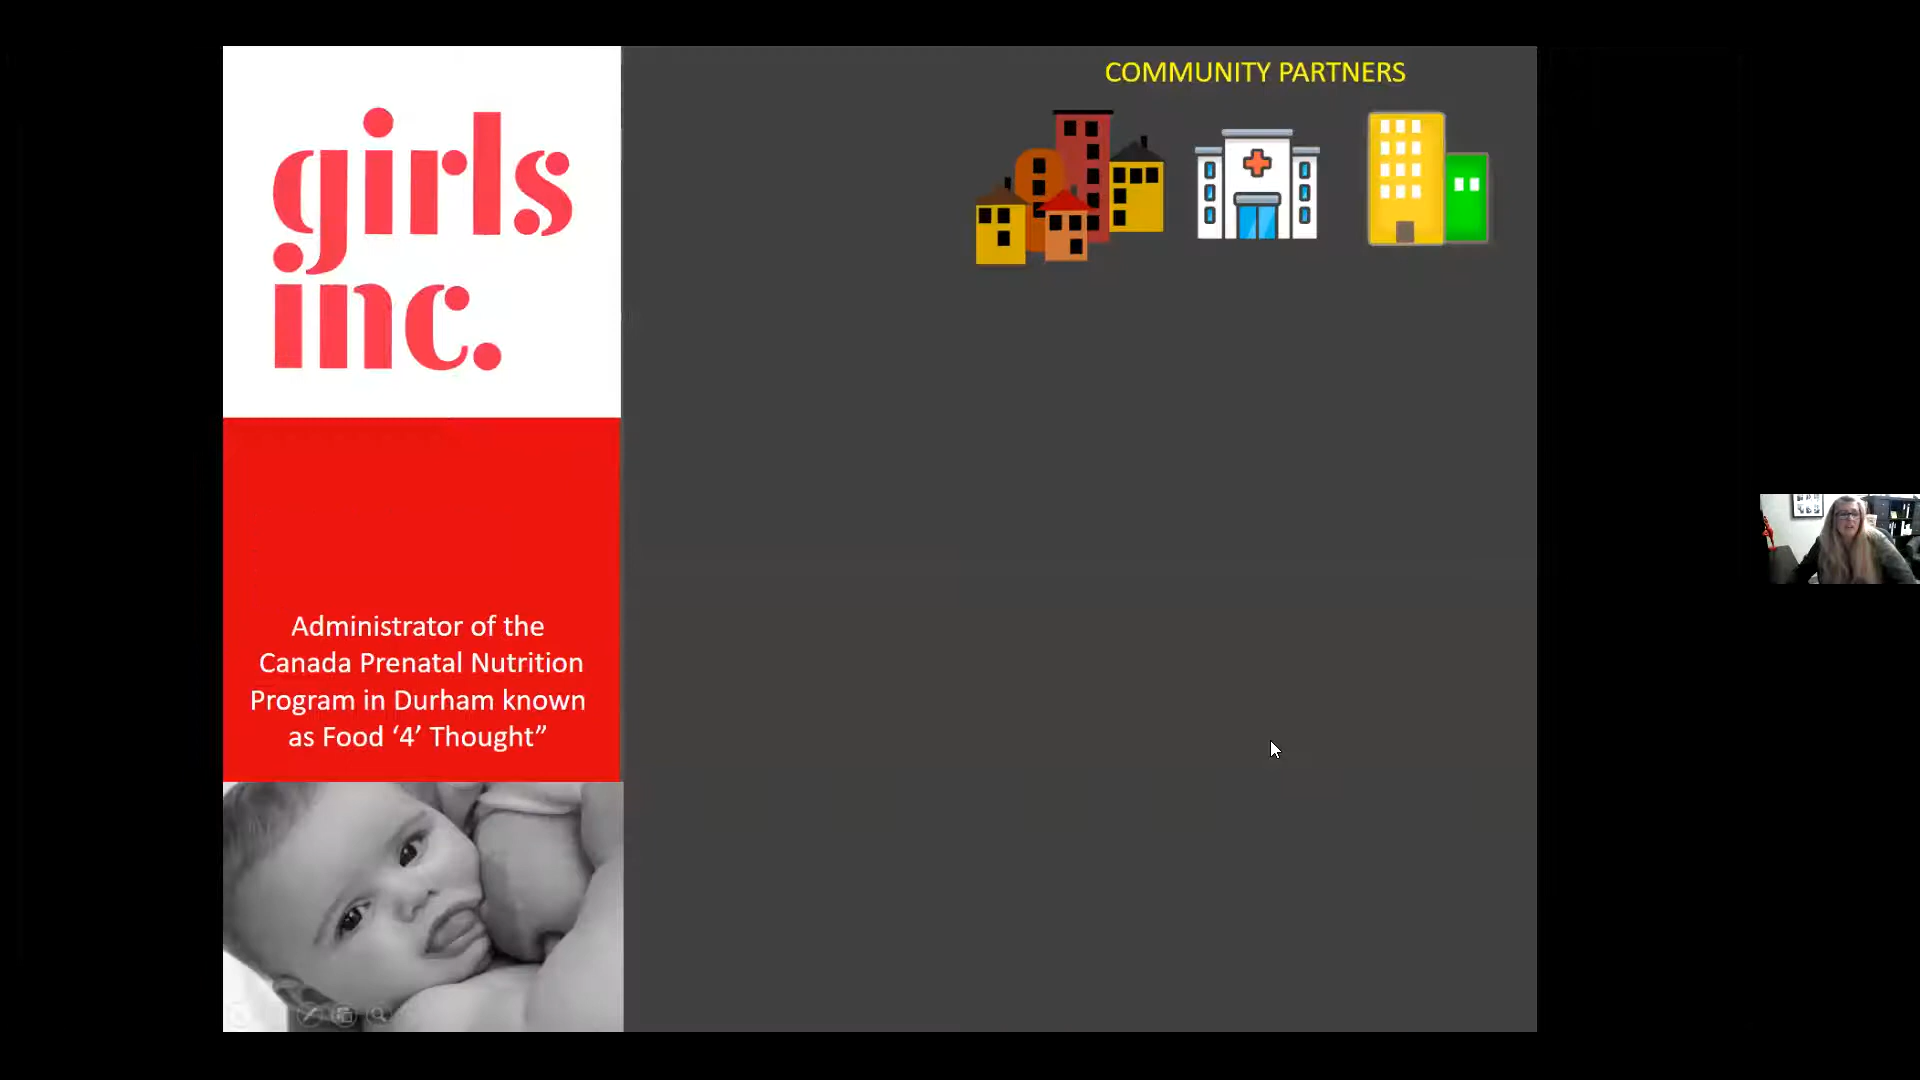 girls
inc.
Administrator of the
Canada Prenatal Nutrition
Program in Durham known
as Food ‘4’ Thought”
COMMUNITY PARTNERS